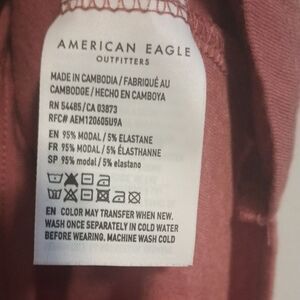 AMERICAN EAGLE
OUTFITTERS
MADE IN CAMBODIA / FABRIQUÉ AU
CAMBODGE / HECHO EN CAMBOYA
RN 54485/CA 03873
RFC# AEM120605U9A
EN 95% MODAL / 5% ELASTANE
FR 95% MODAL / 5% ÉLASTHANNE
SP 95% modal / 5% elastano
EN COLOR MAY TRANSFER WHEN NEW.
WASH ONCE SEPARATELY IN COLD WATER
BEFORE WEARING. MACHINE WASH COLD